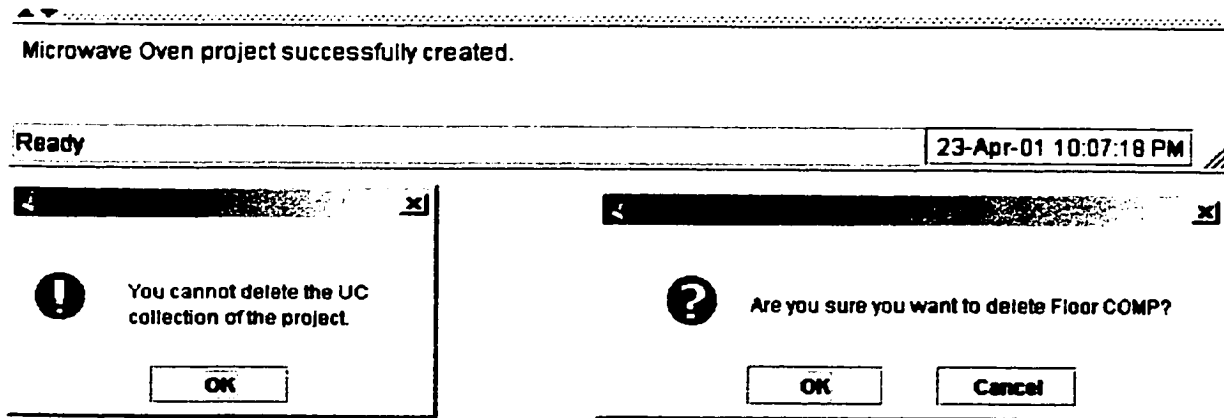 Microwave Oven project successfully created.
Ready
23-Apr-01 10:07:18 PM
You cannot delete the UC
collection of the project.
OK
Are you sure you want to delete Floor COMP?
OK
Cancel